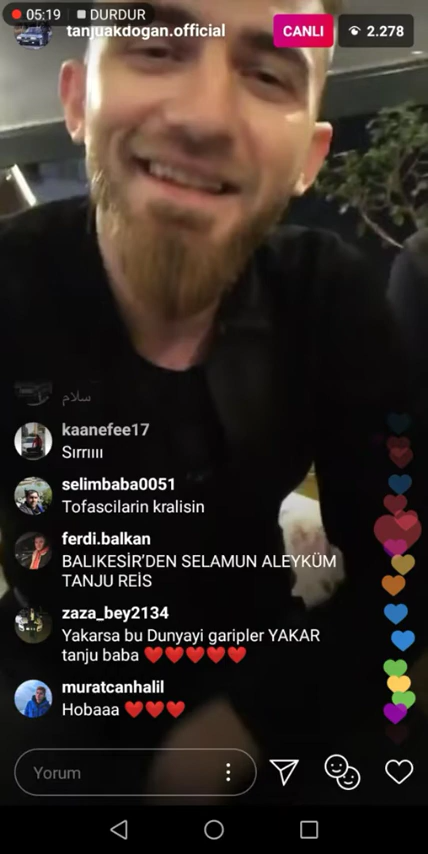 05:19 DURDUR
tanjuakdogan.official
CANLI
2.278
سلام
kaanefee17
Sırrıııı
selimbaba0051
Tofascilarin kralisin
ferdi.balkan
BALIKESİR'DEN SELAMUN ALEYKÜM
TANJU REİS
zaza_bey2134
Yakarsa bu Dunyayi garipler YAKAR
tanju baba ❤️❤️❤️❤️❤️
muratcanhalil
Hobaaa ❤️❤️❤️
Yorum